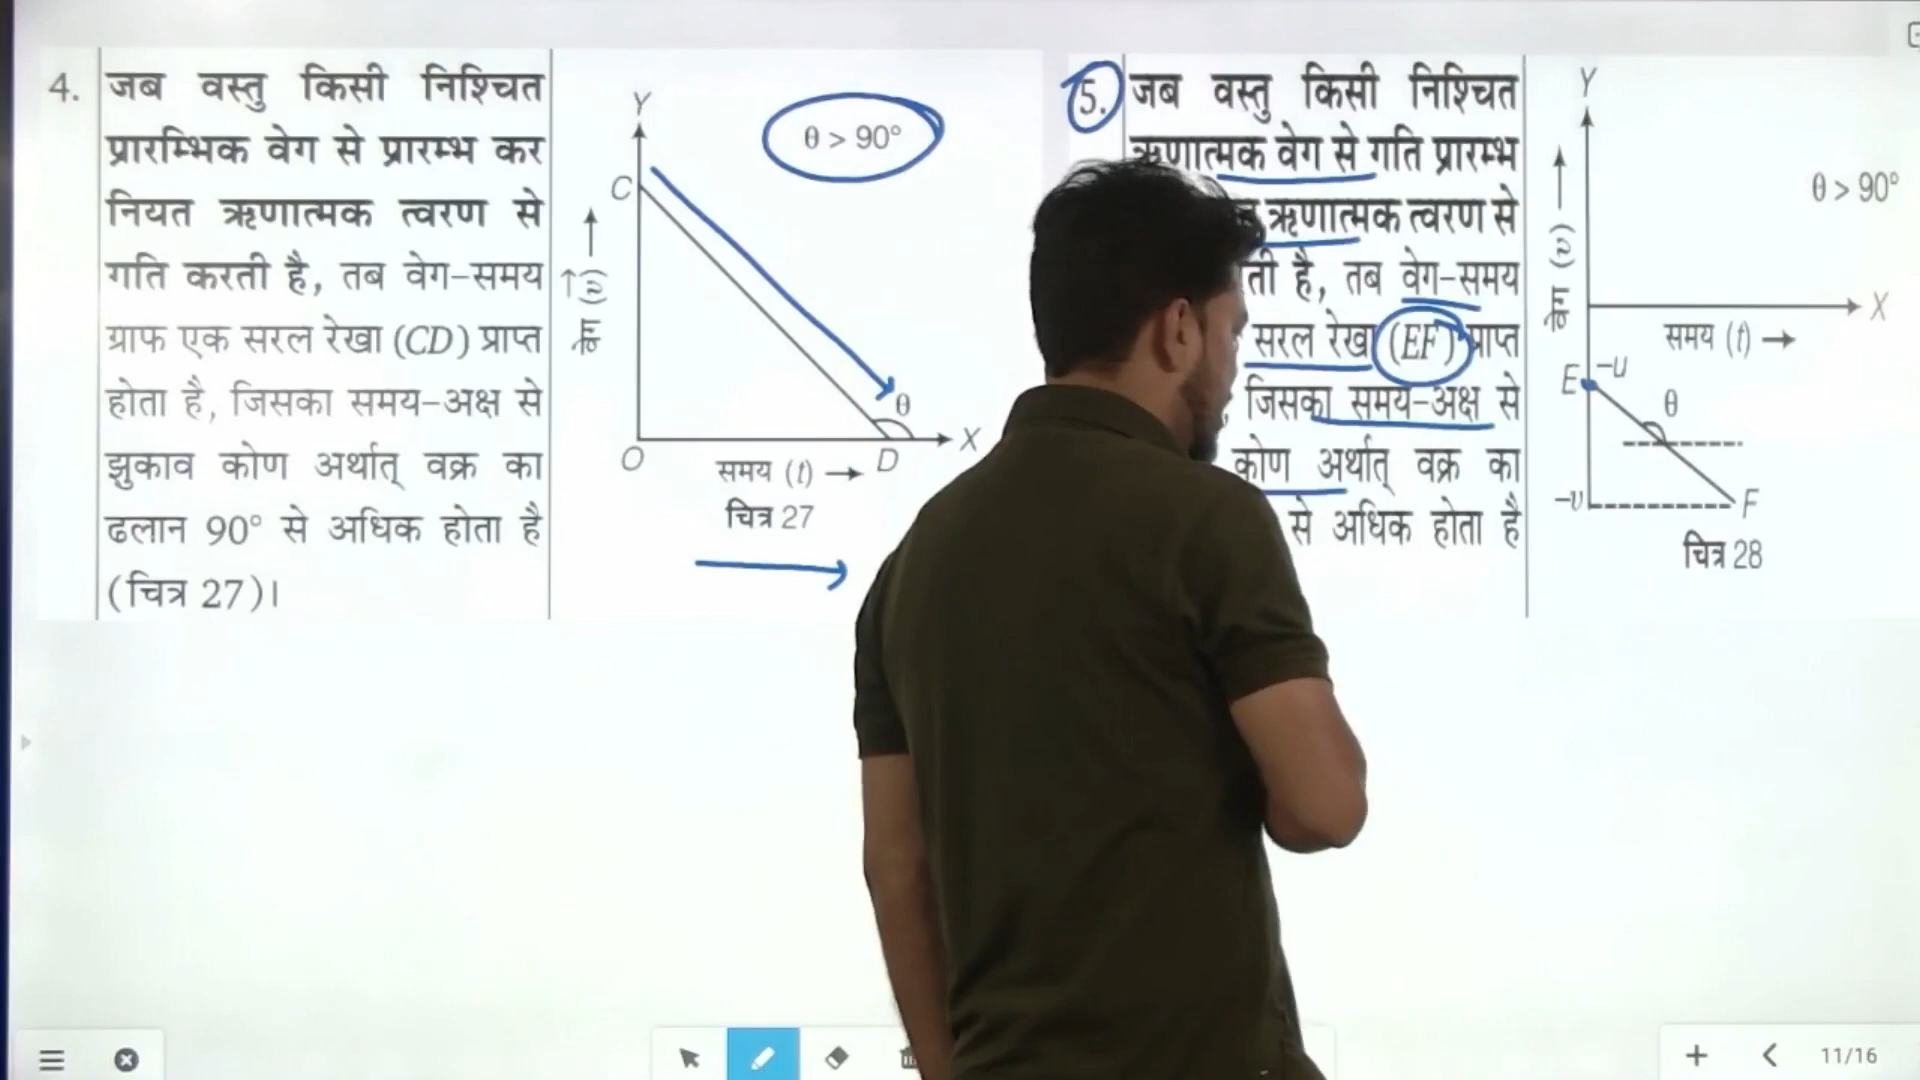 4. जब वस्तु किसी निश्चित
प्रारम्भिक वेग से प्रारम्भ कर
नियत ऋणात्मक त्वरण से
गति करती है, तब वेग-समय
ग्राफ एक सरल रेखा (CD) प्राप्त
होता है, जिसका समय-अक्ष से
झुकाव कोण अर्थात् वक्र का
ढलान 90° से अधिक होता है
(चित्र 27)।
Y
θ > 90°
C
वेग (v)
θ
X
O
समय (t)
D
चित्र 27
5. जब वस्तु किसी निश्चित
ऋणात्मक वेग से गति प्रारम्भ
ऋणात्मक त्वरण से
है, तब वेग-समय
सरल रेखा (EF) प्राप्त
जिसका समय-अक्ष से
कोण अर्थात् वक्र का
से अधिक होता है
Y
θ > 90°
वेग (v)
X
समय (t)
E -u
θ
-v
F
चित्र 28
11/16